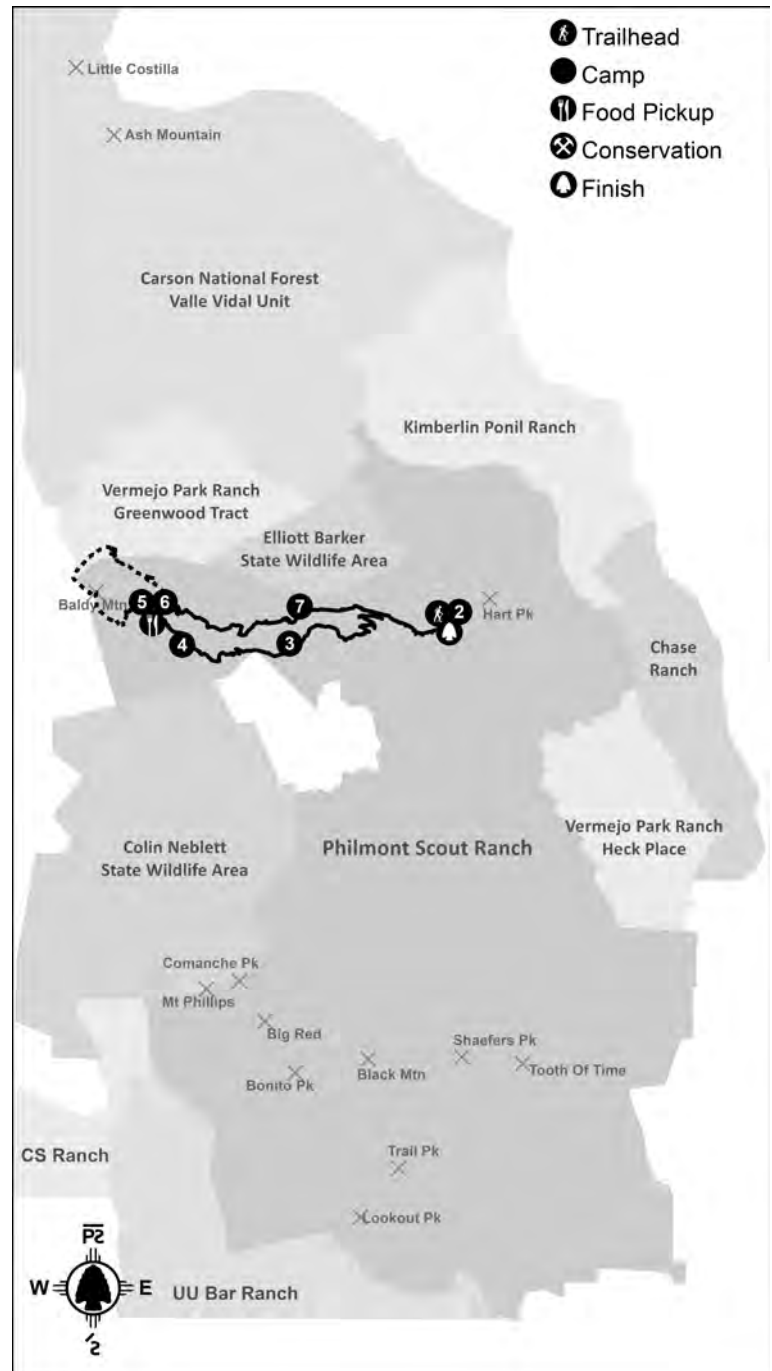 Trailhead
Camp
Food Pickup
Conservation
Finish
Little Costilla
Ash Mountain
Carson National Forest
Valle Vidal Unit
Kimberlin Ponil Ranch
Vermejo Park Ranch
Greenwood Tract
Elliott Barker
State Wildlife Area
Baldy Mtn
5
6
7
2
Hart Pk
4
3
Chase
Ranch
Colin Neblett
State Wildlife Area
Philmont Scout Ranch
Vermejo Park Ranch
Heck Place
Comanche Pk
Mt Phillips
Big Red
Bonito Pk
Black Mtn
Shaefers Pk
Tooth Of Time
CS Ranch
Trail Pk
Lookout Pk
W
E
UU Bar Ranch